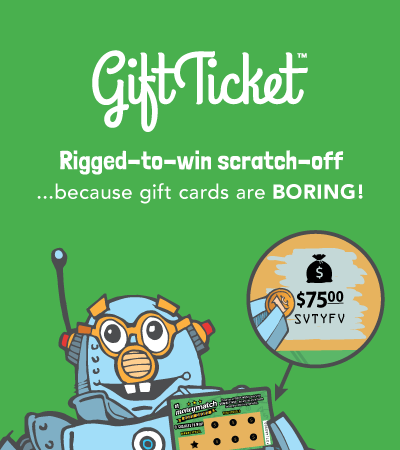 GiftTicket™
Rigged-to-win scratch-off
...because gift cards are BORING!
$
$75.00
SVTYFV
moneymatch